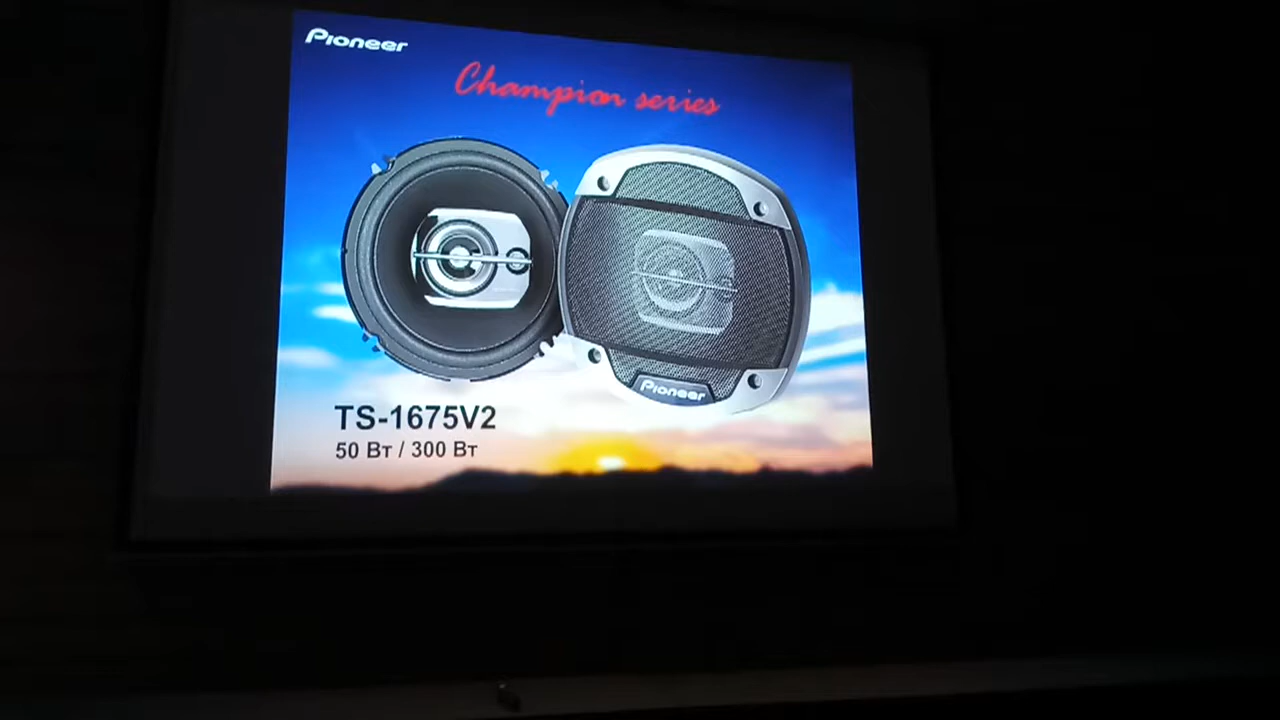 Pioneer
Champion series
Pioneer
TS-1675V2
50 Вт / 300 Вт